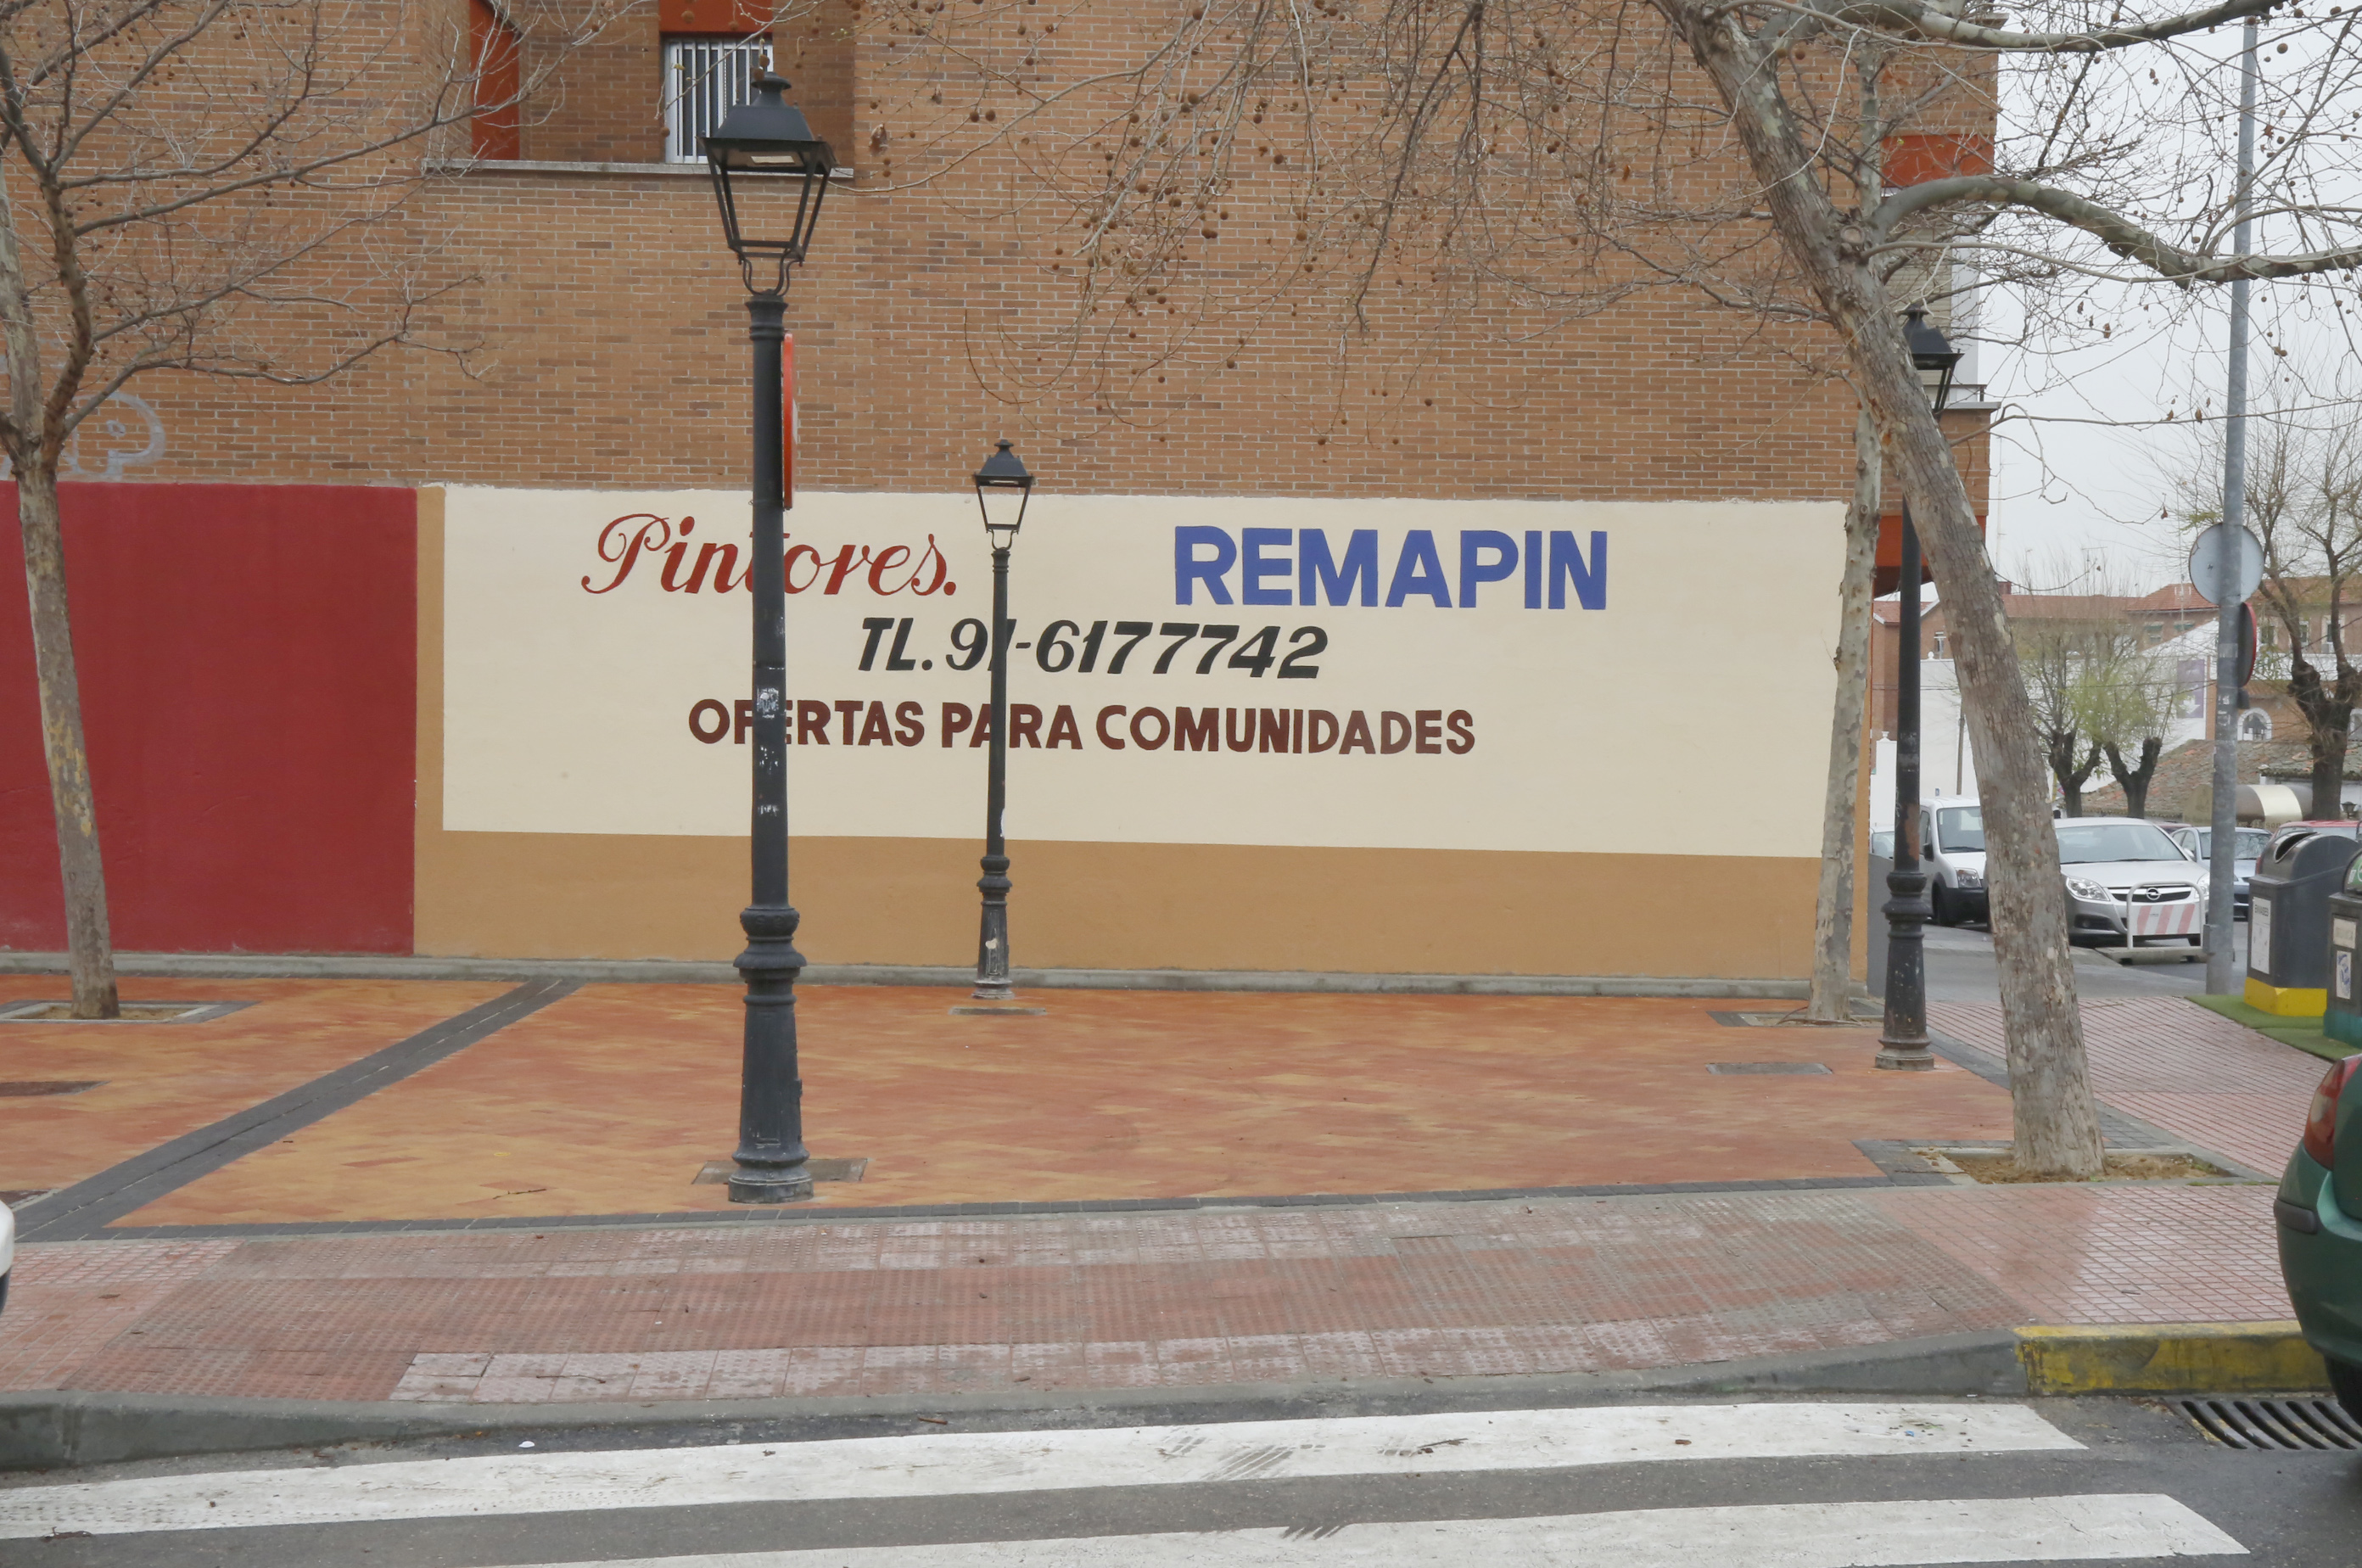 Pintores. REMAPIN
TL. 91-6177742
OFERTAS PARA COMUNIDADES